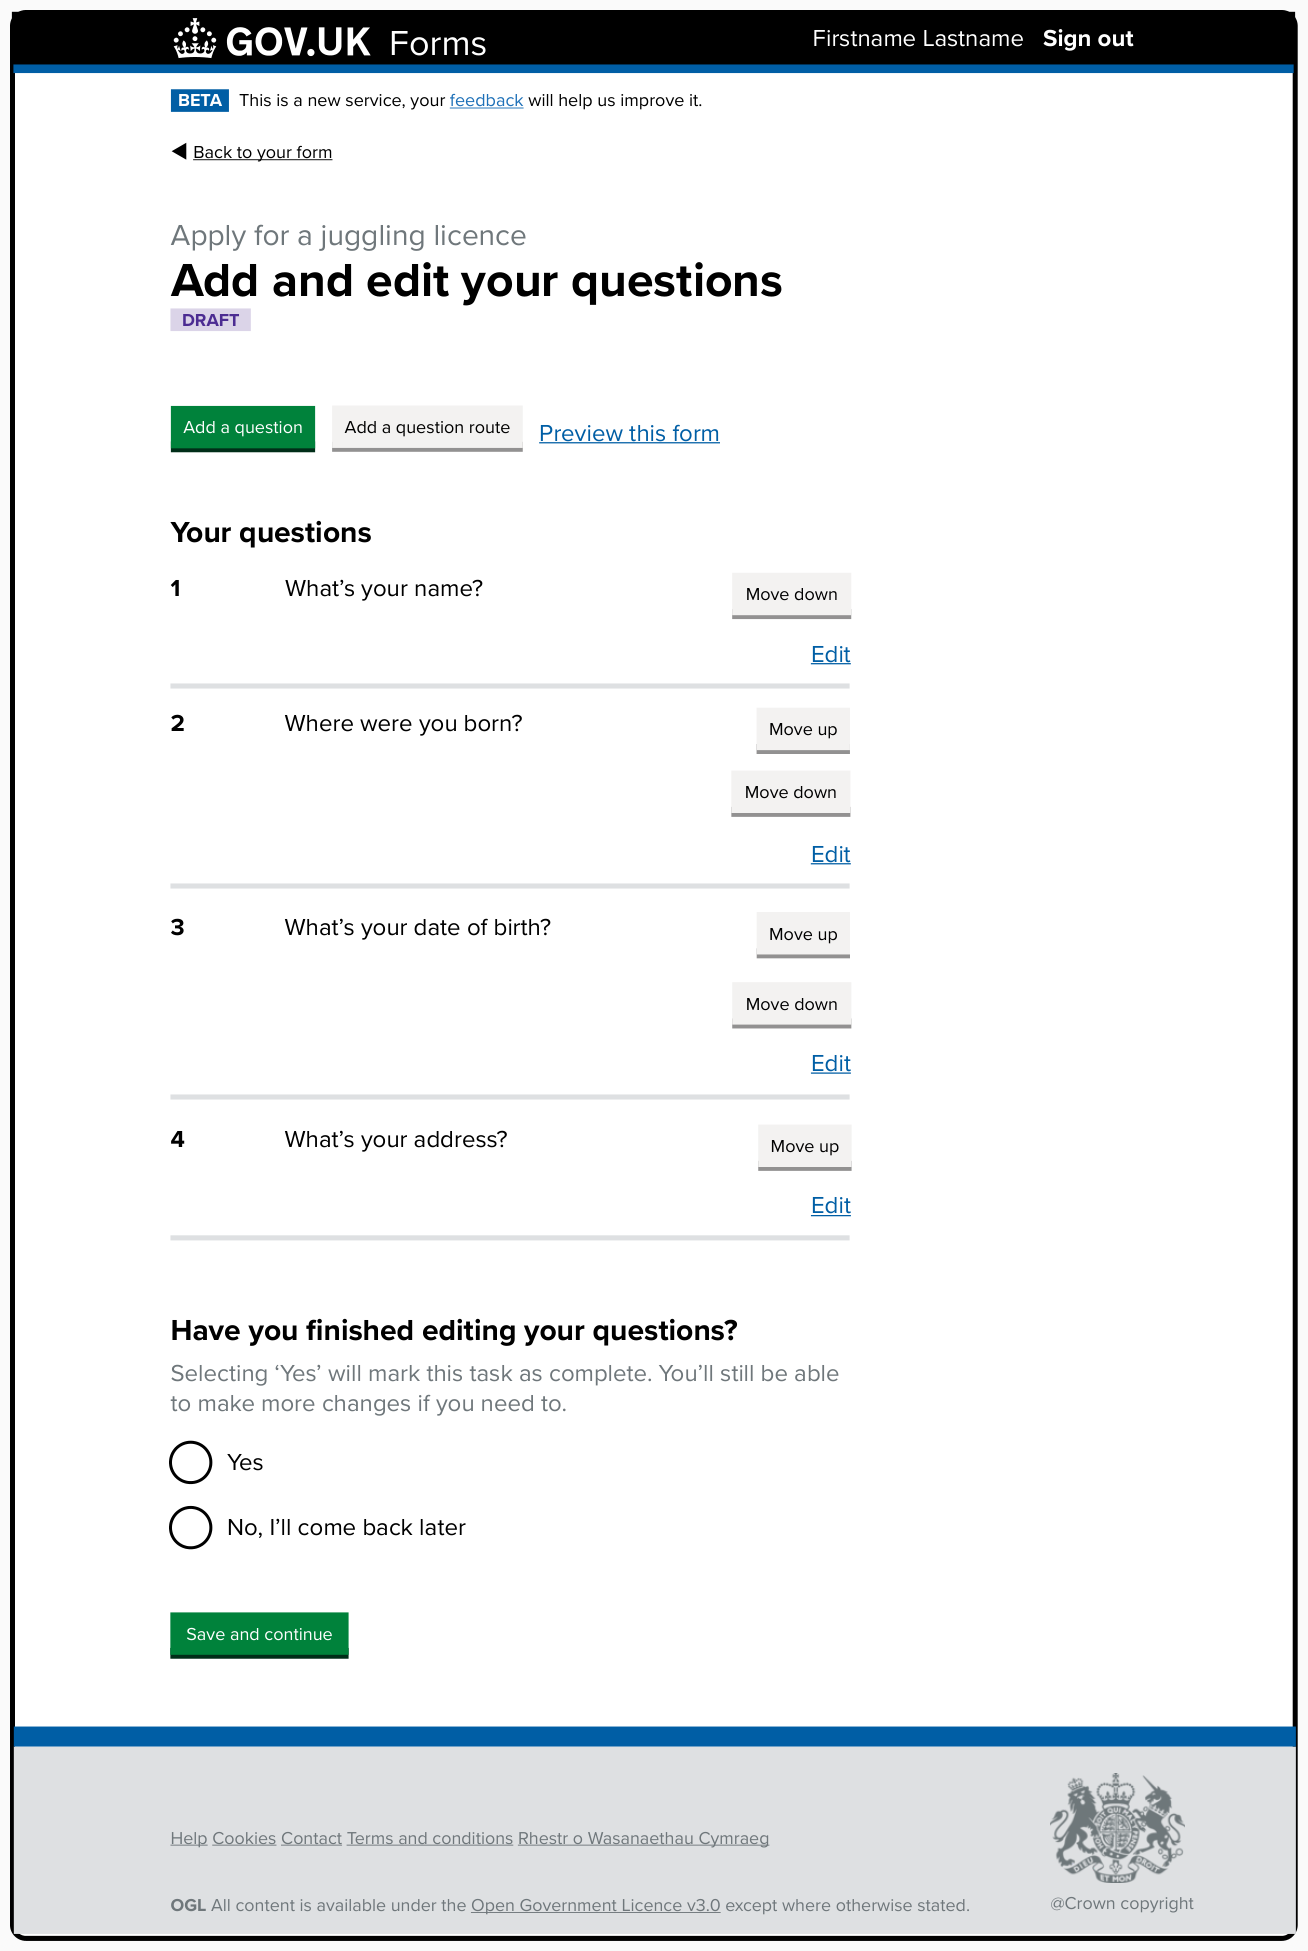 GOV.UK Forms Firstname Lastname Sign out
BETA This is a new service, your feedback will help us improve it.
Back to your form
Apply for a juggling licence
Add and edit your questions
DRAFT
Add a question Add a question route Preview this form
Your questions
1 What’s your name? Move down
Edit
2 Where were you born? Move up
Move down
Edit
3 What’s your date of birth? Move up
Move down
Edit
4 What’s your address? Move up
Edit
Have you finished editing your questions?
Selecting ‘Yes’ will mark this task as complete. You’ll still be able
to make more changes if you need to.
Yes
No, I’ll come back later
Save and continue
Help Cookies Contact Terms and conditions Rhestr o Wasanaethau Cymraeg
DIEU ET MON DROIT
OGL All content is available under the Open Government Licence v3.0 except where otherwise stated.
@Crown copyright